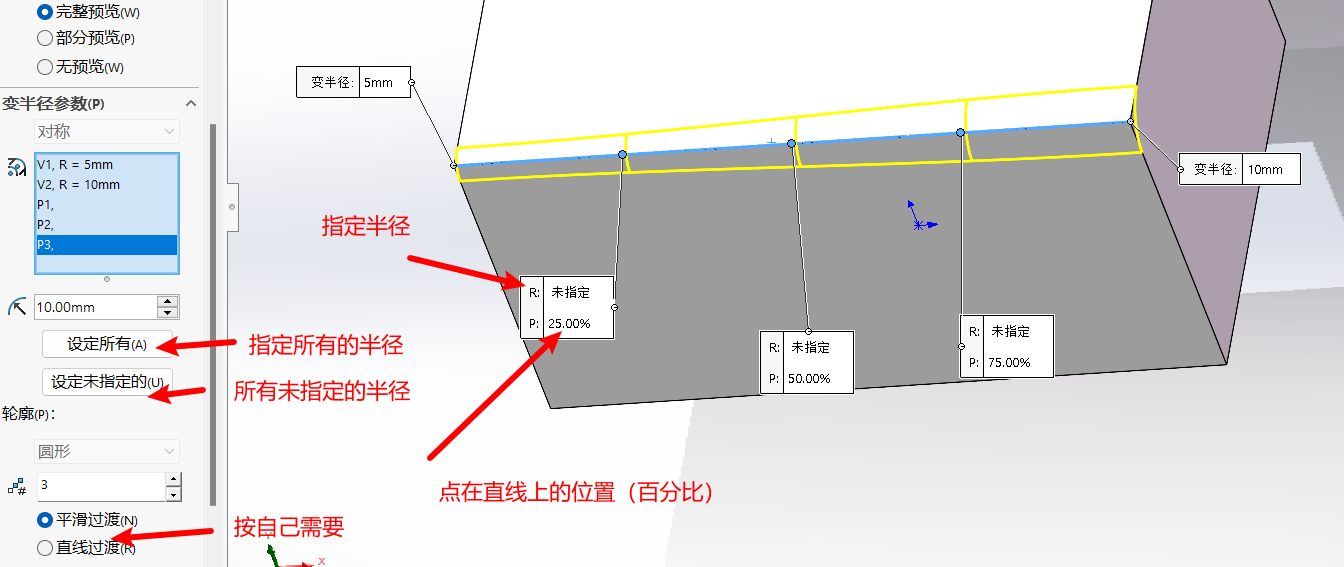 完整预览(W)
部分预览(P)
无预览(W)
变半径参数(P)
对称
V1, R = 5mm
V2, R = 10mm
P1,
P2,
P3,
10.00mm
设定所有(A)
设定未指定的(U)
轮廓(P):
圆形
3
平滑过渡(N)
直线过渡(R)
变半径: 5mm
变半径: 10mm
指定半径
R: 未指定
P: 25.00%
R: 未指定
P: 50.00%
R: 未指定
P: 75.00%
指定所有的半径
所有未指定的半径
点在直线上的位置（百分比）
按自己需要
X